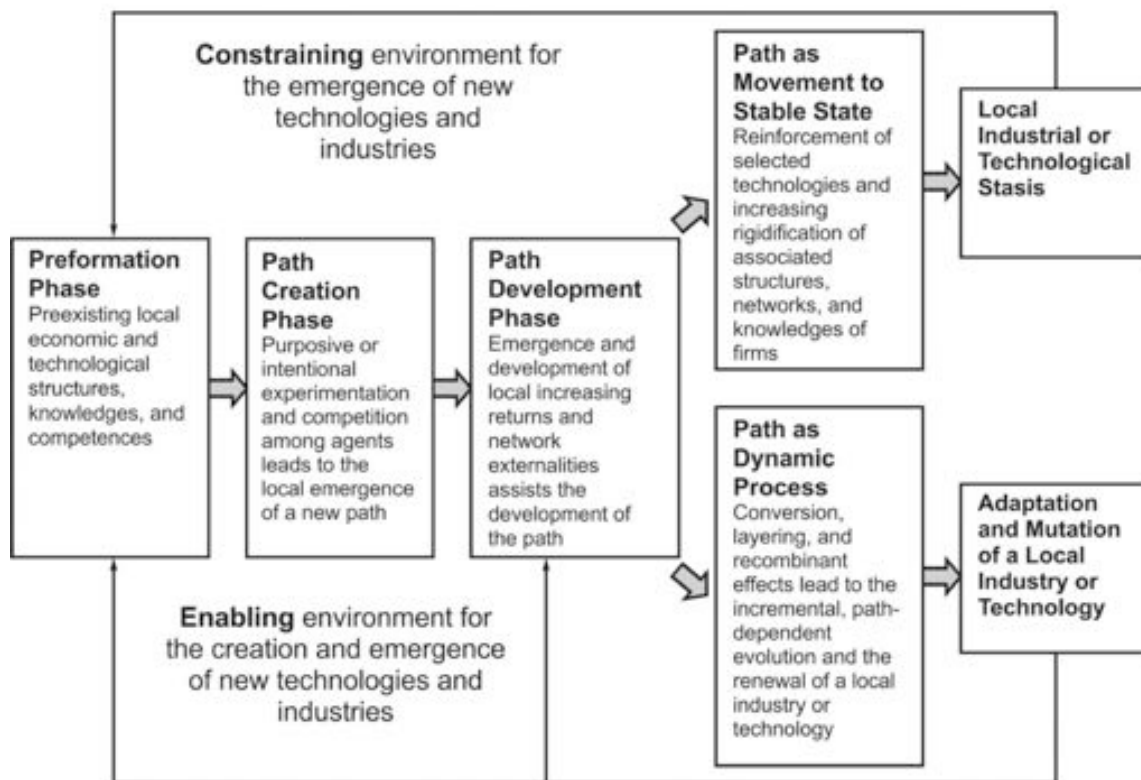 Constraining environment for
the emergence of new
technologies and
industries
Path as
Movement to
Stable State
Reinforcement of
selected
technologies and
increasing
rigidification of
associated
structures,
networks, and
knowledges of
firms
Local
Industrial or
Technological
Stasis
Preformation
Phase
Preexisting local
economic and
technological
structures,
knowledges, and
competences
Path
Creation
Phase
Purposive or
intentional
experimentation
and competition
among agents
leads to the
local emergence
of a new path
Path
Development
Phase
Emergence and
development of
local increasing
returns and
network
externalities
assists the
development of
the path
Path as
Dynamic
Process
Conversion,
layering, and
recombinant
effects lead to the
incremental, path-
dependent
evolution and the
renewal of a local
industry or
technology
Adaptation
and Mutation
of a Local
Industry or
Technology
Enabling environment for
the creation and emergence
of new technologies and
industries